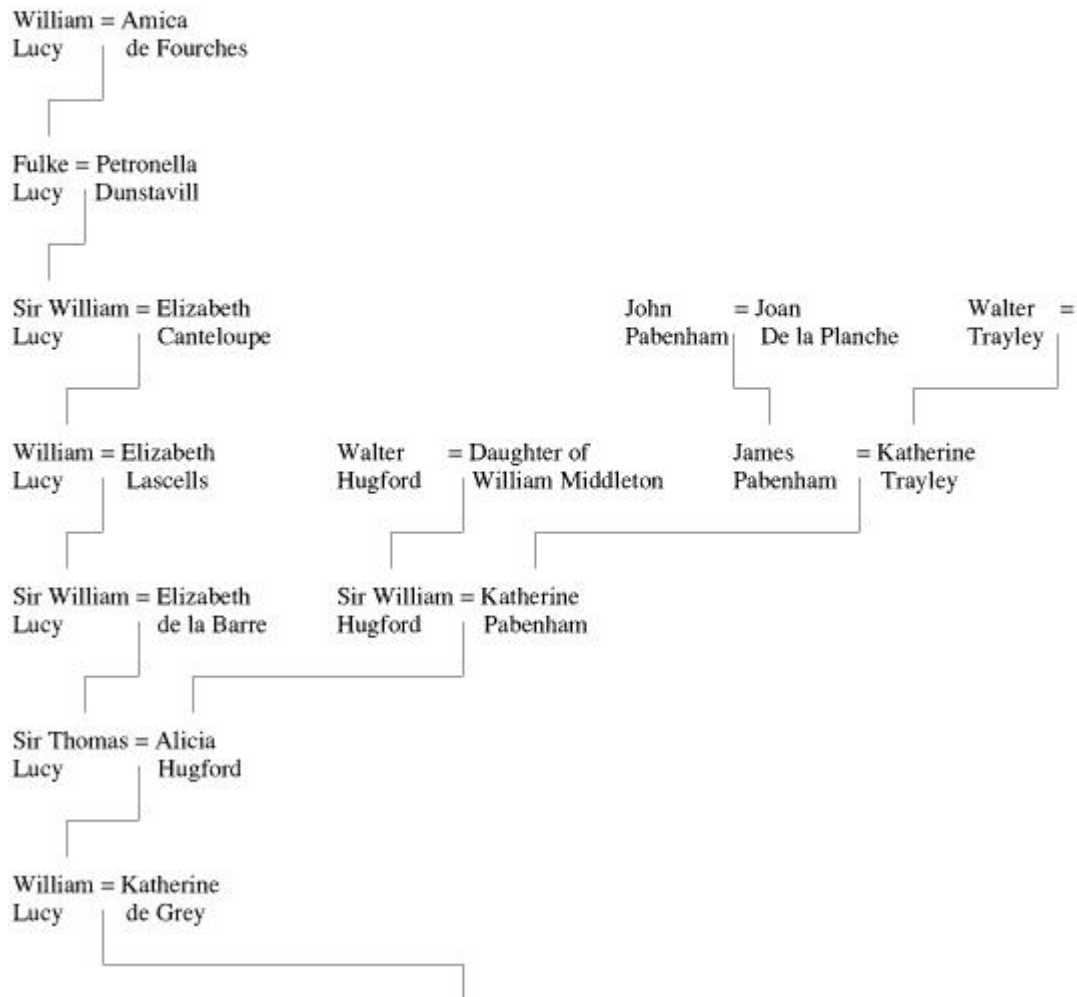 William = Amica
Lucy de Fourches
Fulke = Petronella
Lucy Dunstavill
Sir William = Elizabeth John = Joan Walter =
Lucy Canteloupe Pabenham De la Planche Trayley
William = Elizabeth Walter = Daughter of James = Katherine
Lucy Lascells Hugford William Middleton Pabenham Trayley
Sir William = Elizabeth Sir William = Katherine
Lucy de la Barre Hugford Pabenham
Sir Thomas = Alicia
Lucy Hugford
William = Katherine
Lucy de Grey